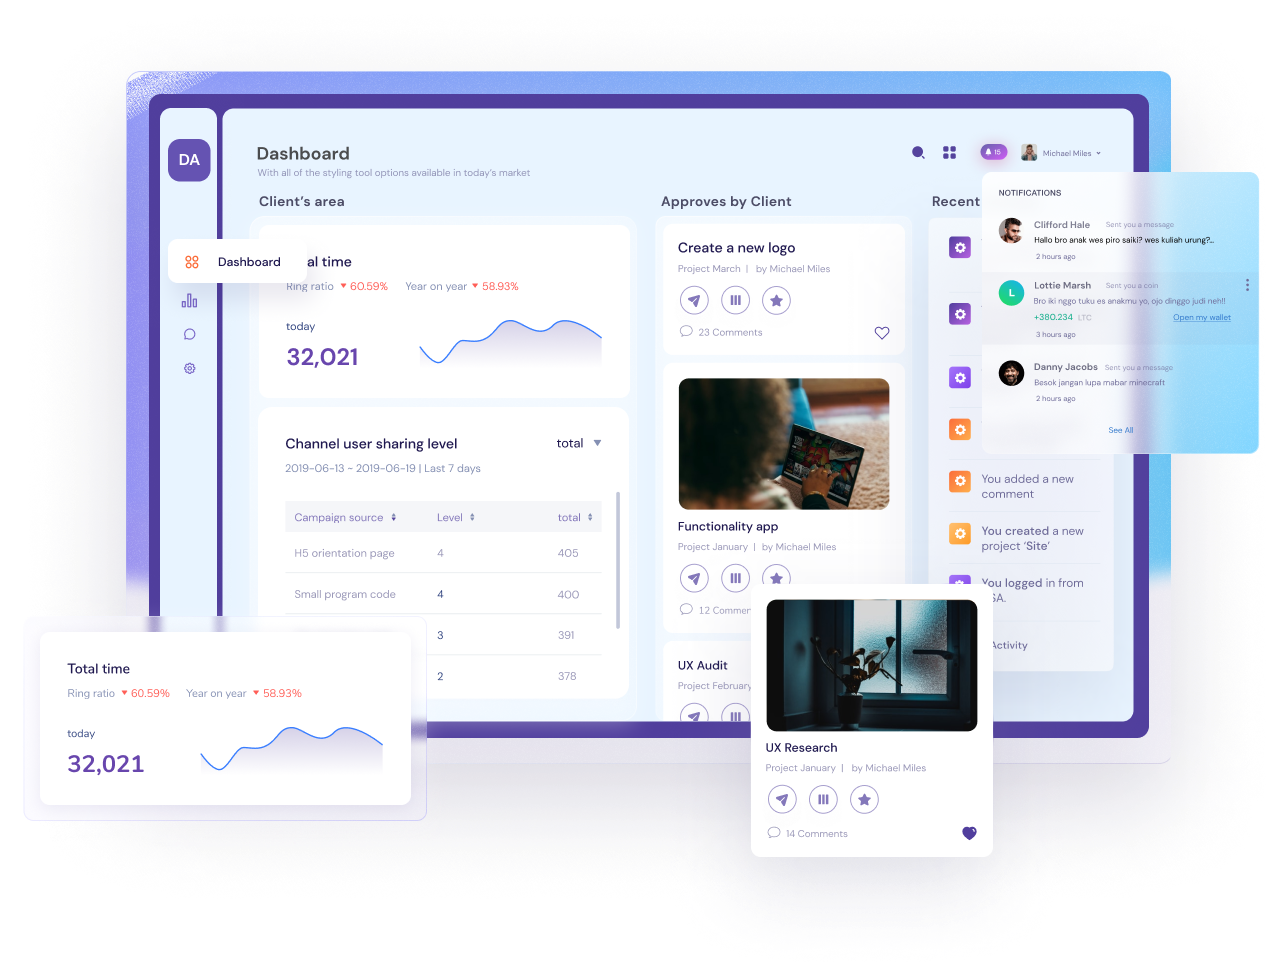 DA
Dashboard
With all of the styling tool options available in today's market
15
Michael Miles
Client's area
Approves by Client
Recent
Dashboard
al time
Ring ratio 60.59% Year on year 58.93%
today
32,021
Channel user sharing level
total
2019-06-13 ~ 2019-06-19 | Last 7 days
Campaign source Level total
H5 orientation page 4 405
Small program code 4 400
3 391
2 378
Total time
Ring ratio 60.59% Year on year 58.93%
today
32,021
Create a new logo
Project March | by Michael Miles
23 Comments
Functionality app
Project January | by Michael Miles
12 Commen
UX Audit
Project February
UX Research
Project January | by Michael Miles
14 Comments
NOTIFICATIONS
Clifford Hale Sent you a message
Hallo bro anak wes piro saiki? wes kuliah urung?...
2 hours ago
L
Lottie Marsh Sent you a coin
Bro iki nggo tuku es anakmu yo, ojo dinggo judi neh!!
+380.234 LTC Open my wallet
3 hours ago
Danny Jacobs Sent you a message
Besok jangan lupa mabar minecraft
2 hours ago
See All
You added a new
comment
You created a new
project ‘Site’
You logged in from
SA.
Activity